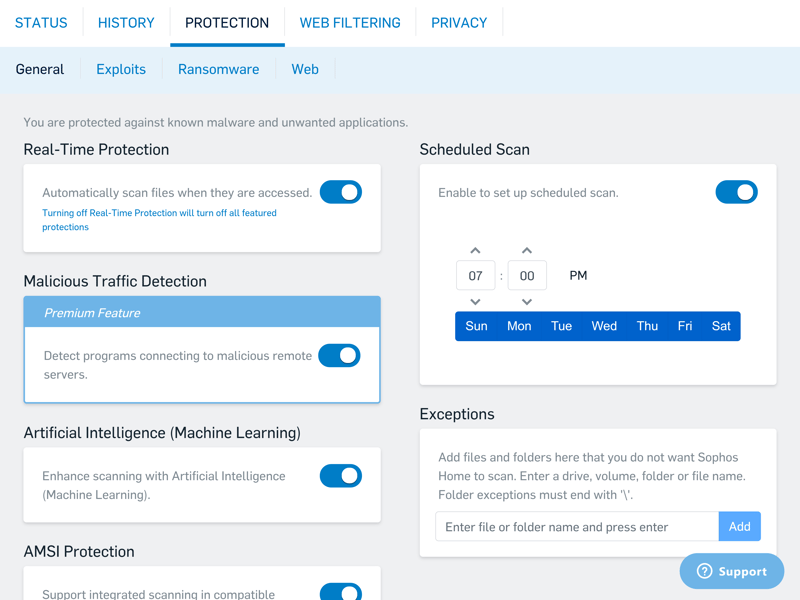 STATUS HISTORY PROTECTION WEB FILTERING PRIVACY
General Exploits Ransomware Web
You are protected against known malware and unwanted applications.
Real-Time Protection
Automatically scan files when they are accessed.
Turning off Real-Time Protection will turn off all featured
protections
Malicious Traffic Detection
Premium Feature
Detect programs connecting to malicious remote
servers.
Artificial Intelligence (Machine Learning)
Enhance scanning with Artificial Intelligence
(Machine Learning).
AMSI Protection
Support integrated scanning in compatible
Scheduled Scan
Enable to set up scheduled scan.
07 : 00 PM
Sun Mon Tue Wed Thu Fri Sat
Exceptions
Add files and folders here that you do not want Sophos
Home to scan. Enter a drive, volume, folder or file name.
Folder exceptions must end with '\'.
Enter file or folder name and press enter Add
Support